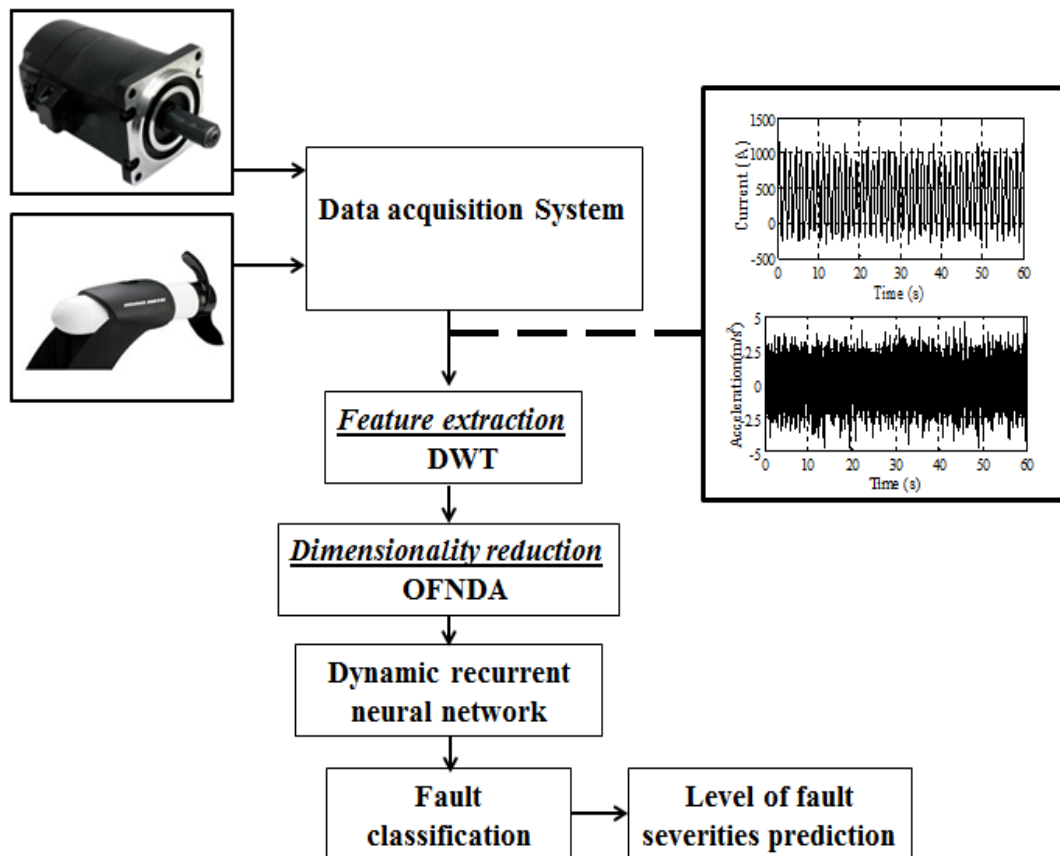 Data acquisition System
Feature extraction
DWT
Dimensionality reduction
OFNDA
Dynamic recurrent
neural network
Fault
classification
Level of fault
severities prediction
Current (A)
1500
1000
500
0
-500
0 10 20 30 40 50 60
Time (s)
Acceleration(m/s²)
5
2.5
0
-2.5
-5
0 10 20 30 40 50 60
Time (s)